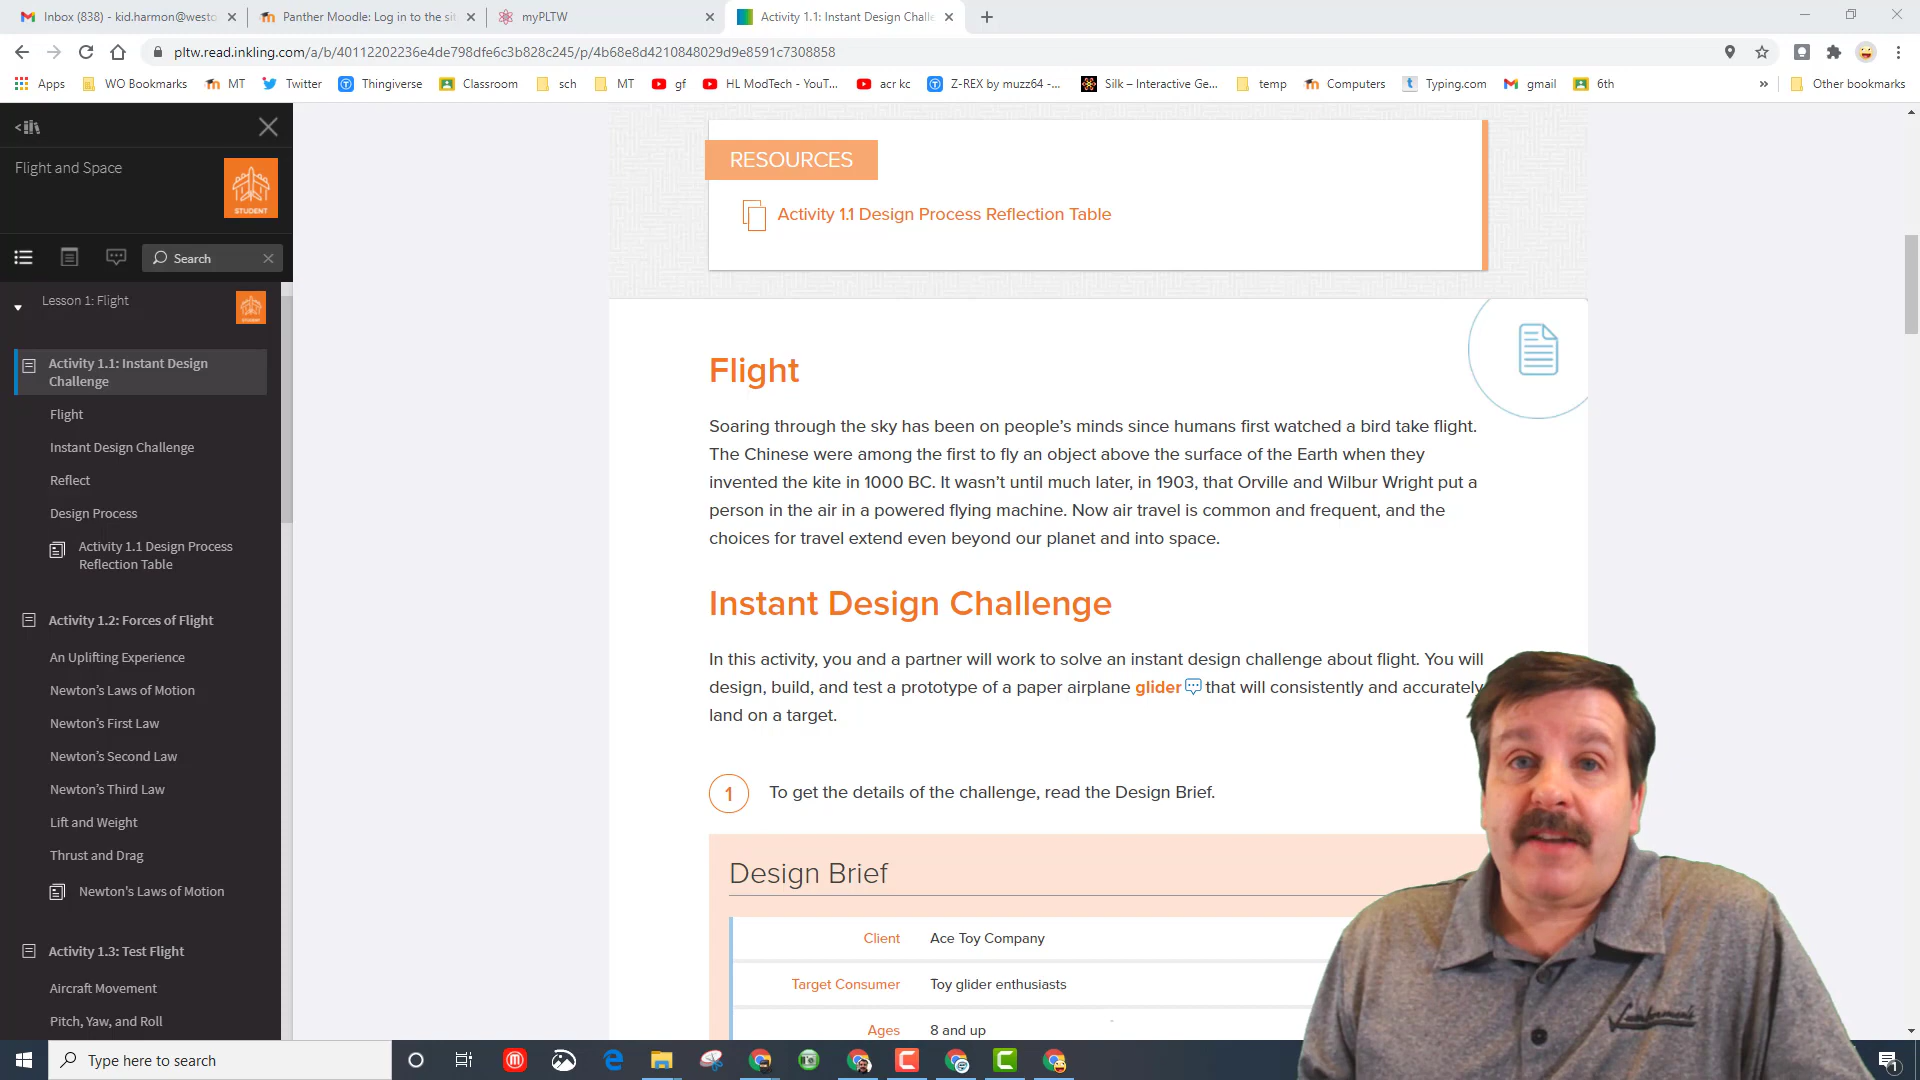 Inbox (838) - kid.harmon@westo
Panther Moodle: Log in to the sit
myPLTW
Activity 1.1: Instant Design Chall
pltw.read.inkling.com/a/b/40112202236e4de798dfe6c3b828c245/p/4b68e8d4210848029d9e8591c7308858
Apps
WO Bookmarks
MT
Twitter
Thingiverse
Classroom
sch
MT
gf
HL ModTech - YouT...
acr kc
Z-REX by muzz64 -...
Silk – Interactive Ge...
temp
Computers
Typing.com
gmail
6th
»
Other bookmarks
Flight and Space
STUDENT
Search
Lesson 1: Flight
Activity 1.1: Instant Design
Challenge
Flight
Instant Design Challenge
Reflect
Design Process
Activity 1.1 Design Process
Reflection Table
Activity 1.2: Forces of Flight
An Uplifting Experience
Newton's Laws of Motion
Newton's First Law
Newton's Second Law
Newton's Third Law
Lift and Weight
Thrust and Drag
Newton's Laws of Motion
Activity 1.3: Test Flight
Aircraft Movement
Pitch, Yaw, and Roll
RESOURCES
Activity 1.1 Design Process Reflection Table
Flight
Soaring through the sky has been on people's minds since humans first watched a bird take flight.
The Chinese were among the first to fly an object above the surface of the Earth when they
invented the kite in 1000 BC. It wasn't until much later, in 1903, that Orville and Wilbur Wright put a
person in the air in a powered flying machine. Now air travel is common and frequent, and the
choices for travel extend even beyond our planet and into space.
Instant Design Challenge
In this activity, you and a partner will work to solve an instant design challenge about flight. You will
design, build, and test a prototype of a paper airplane glider that will consistently and accurately
land on a target.
1 To get the details of the challenge, read the Design Brief.
Design Brief
Client Ace Toy Company
Target Consumer Toy glider enthusiasts
Ages 8 and up
Type here to search
1